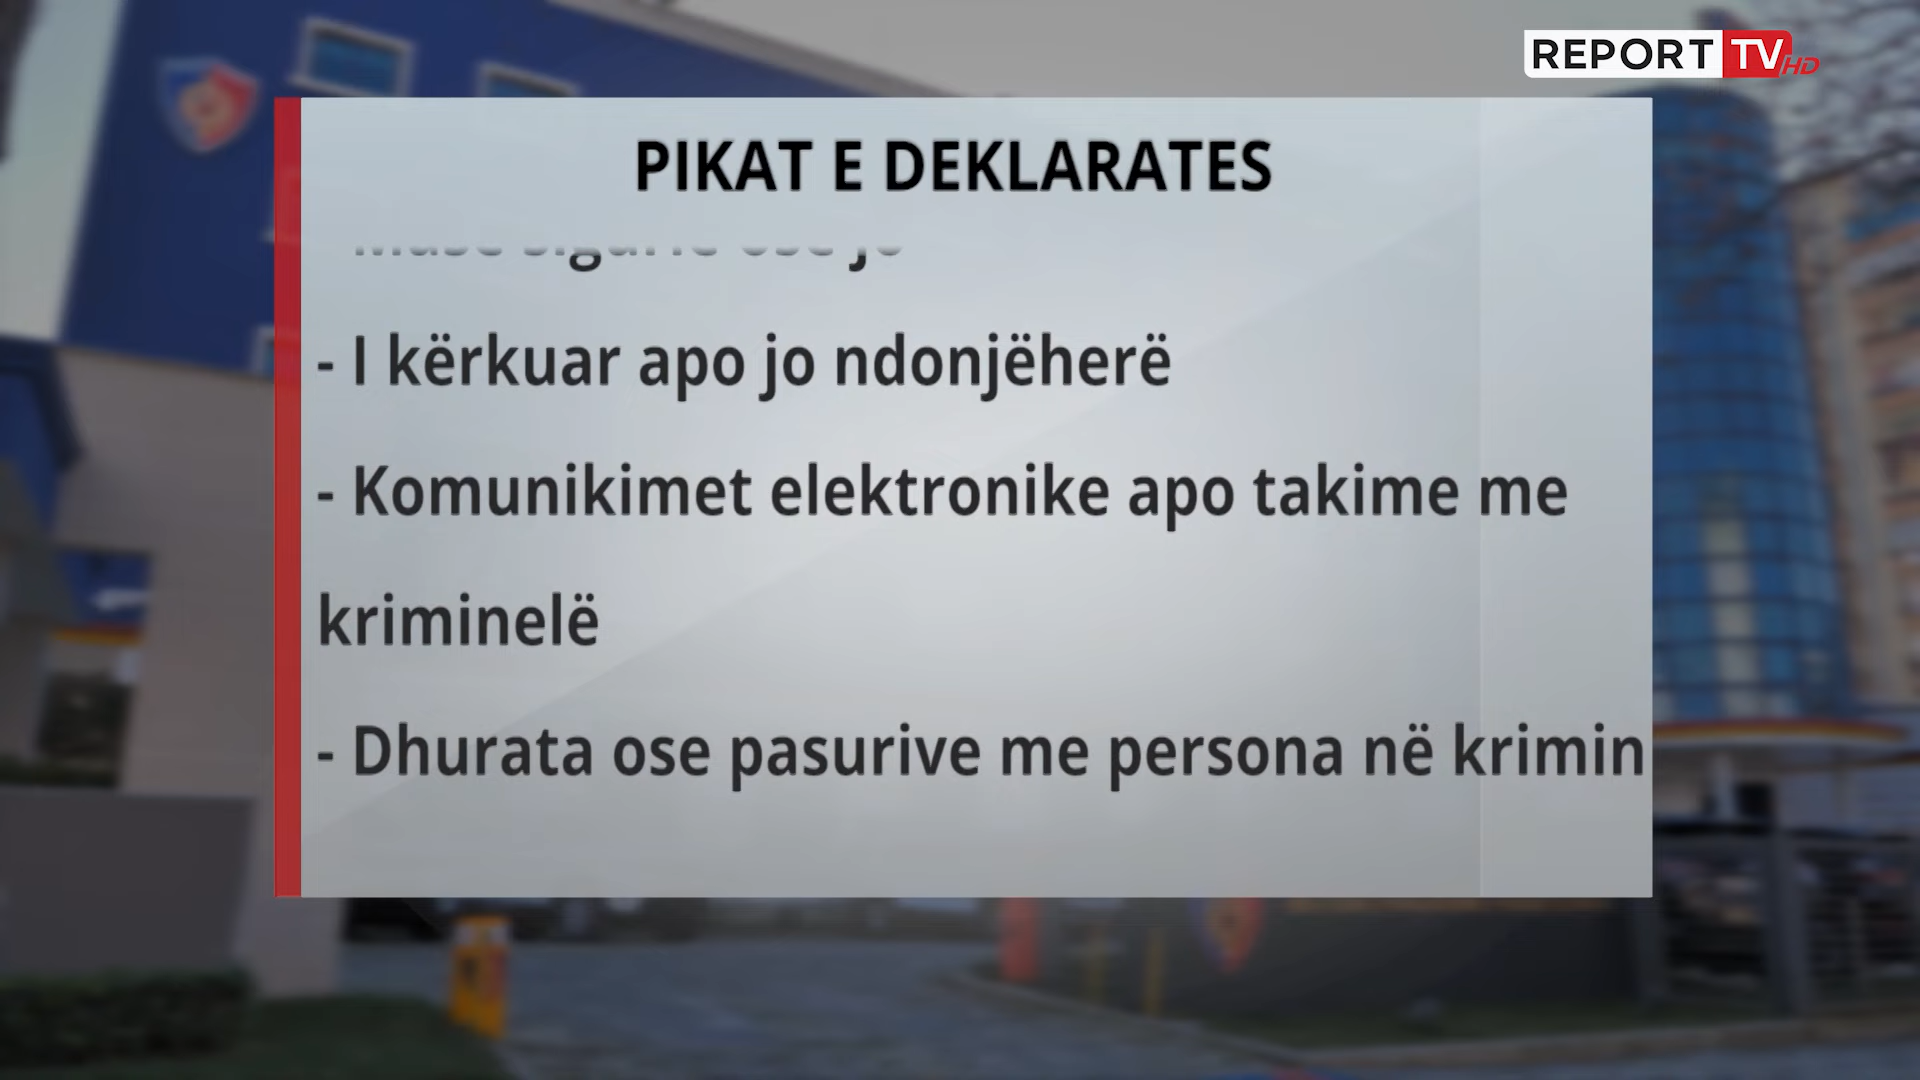 REPORT TV HD
PIKAT E DEKLARATES
- I kërkuar apo jo ndonjëherë
- Komunikimet elektronike apo takime me
kriminelë
- Dhurata ose pasurive me persona në krimin